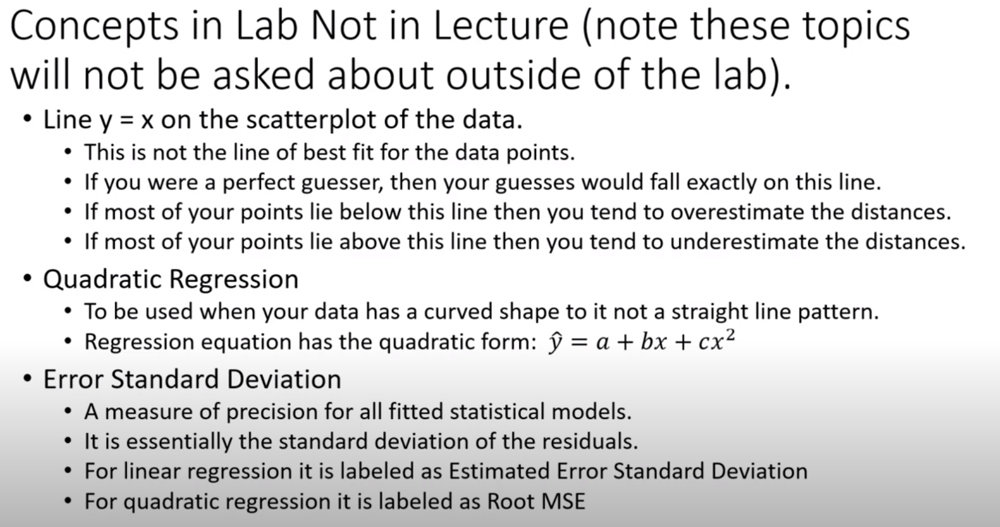 Concepts in Lab Not in Lecture (note these topics
will not be asked about outside of the lab).
• Line y = x on the scatterplot of the data.
• This is not the line of best fit for the data points.
• If you were a perfect guesser, then your guesses would fall exactly on this line.
• If most of your points lie below this line then you tend to overestimate the distances.
• If most of your points lie above this line then you tend to underestimate the distances.
• Quadratic Regression
• To be used when your data has a curved shape to it not a straight line pattern.
• Regression equation has the quadratic form: ŷ = a + bx + cx²
• Error Standard Deviation
• A measure of precision for all fitted statistical models.
• It is essentially the standard deviation of the residuals.
• For linear regression it is labeled as Estimated Error Standard Deviation
• For quadratic regression it is labeled as Root MSE